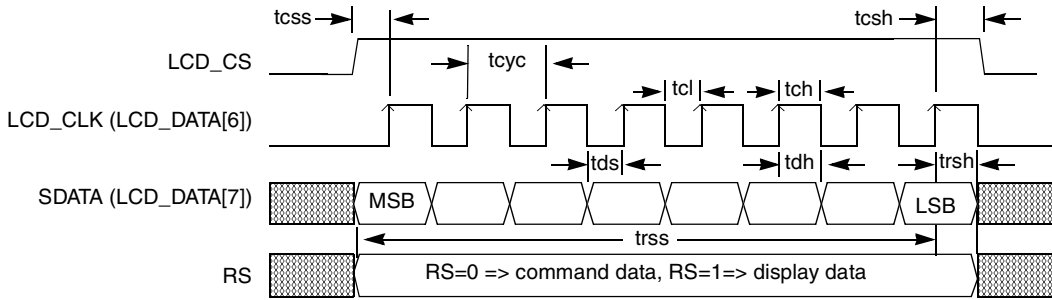 tcss
tcsh
LCD_CS
tcyc
tcl
tch
LCD_CLK (LCD_DATA[6])
tds
tdh
trsh
SDATA (LCD_DATA[7])
MSB
LSB
trss
RS
RS=0 => command data, RS=1=> display data